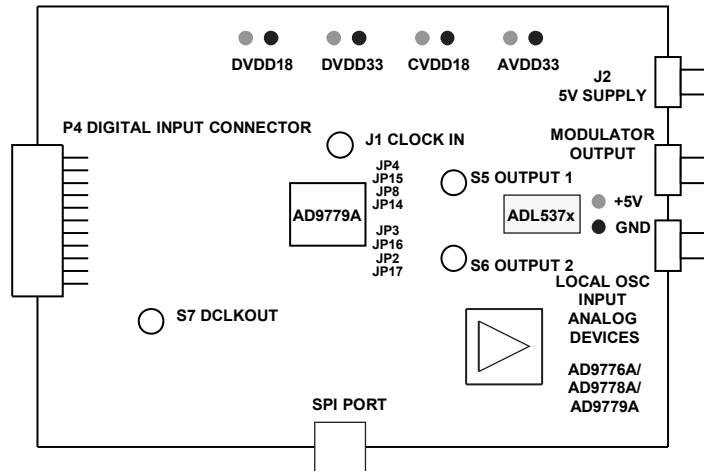 DVDD18 DVDD33 CVDD18 AVDD33
J2
5V SUPPLY
P4 DIGITAL INPUT CONNECTOR
J1 CLOCK IN
MODULATOR
OUTPUT
JP4
JP15
JP8
JP14
S5 OUTPUT 1
AD9779A
ADL537x
+5V
GND
JP3
JP16
JP2
JP17
S6 OUTPUT 2
LOCAL OSC
INPUT
ANALOG
DEVICES
S7 DCLKOUT
AD9776A/
AD9778A/
AD9779A
SPI PORT